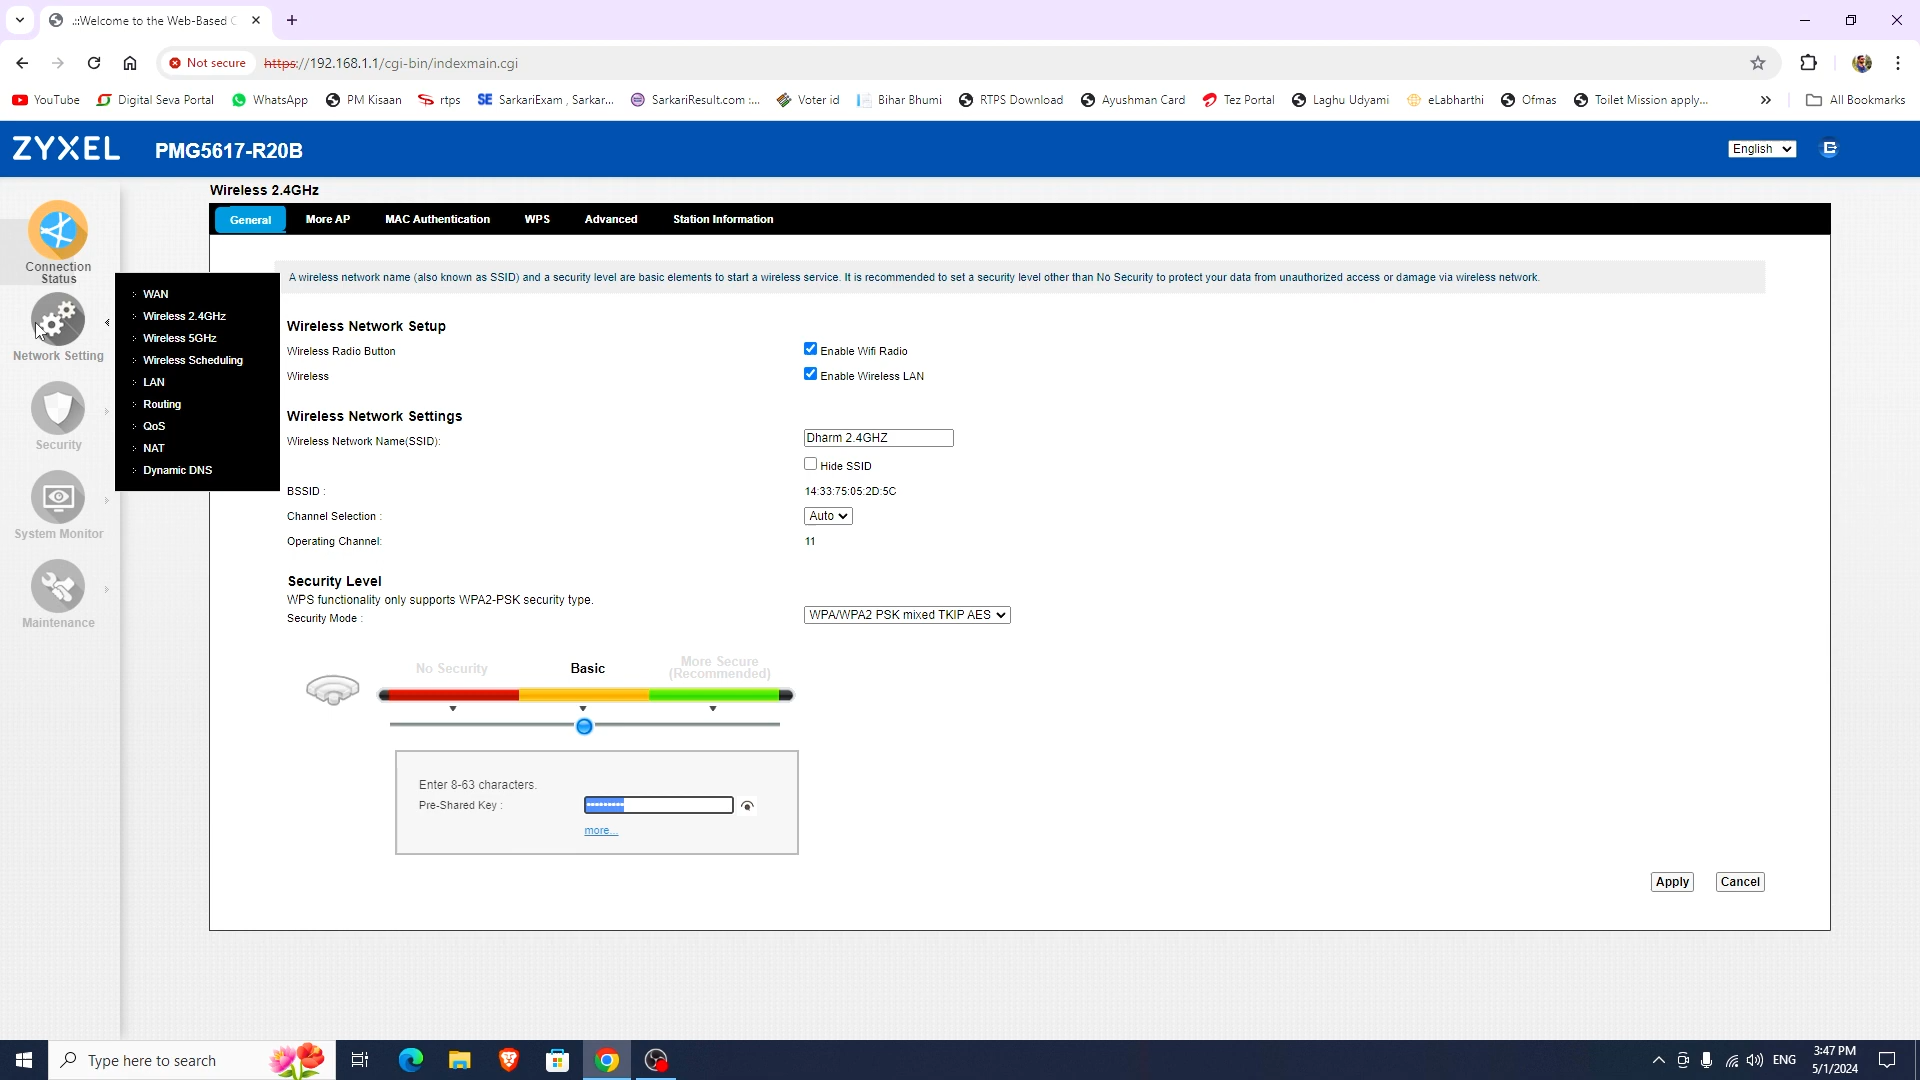 .::Welcome to the Web-Based C
Not secure
https://192.168.1.1/cgi-bin/indexmain.cgi
YouTube
Digital Seva Portal
WhatsApp
PM Kisaan
rtps
SarkariExam , Sarkar...
SarkariResult.com :...
Voter id
Bihar Bhumi
RTPS Download
Ayushman Card
Tez Portal
Laghu Udyami
eLabharthi
Ofmas
Toilet Mission apply...
»
All Bookmarks
ZYXEL
PMG5617-R20B
English
Wireless 2.4GHz
General
More AP
MAC Authentication
WPS
Advanced
Station Information
Connection
Status
Network Setting
Security
System Monitor
Maintenance
WAN
Wireless 2.4GHz
Wireless 5GHz
Wireless Scheduling
LAN
Routing
QoS
NAT
Dynamic DNS
A wireless network name (also known as SSID) and a security level are basic elements to start a wireless service. It is recommended to set a security level other than No Security to protect your data from unauthorized access or damage via wireless network.
Wireless Network Setup
Wireless Radio Button
Enable Wifi Radio
Wireless
Enable Wireless LAN
Wireless Network Settings
Wireless Network Name(SSID):
Dharm 2.4GHZ
Hide SSID
BSSID :
14:33:75:05:2D:5C
Channel Selection :
Auto
Operating Channel:
11
Security Level
WPS functionality only supports WPA2-PSK security type.
Security Mode :
WPA/WPA2 PSK mixed TKIP AES
No Security
Basic
More Secure
(Recommended)
Enter 8-63 characters.
Pre-Shared Key :
more...
Apply
Cancel
Type here to search
ENG
3:47 PM
5/1/2024